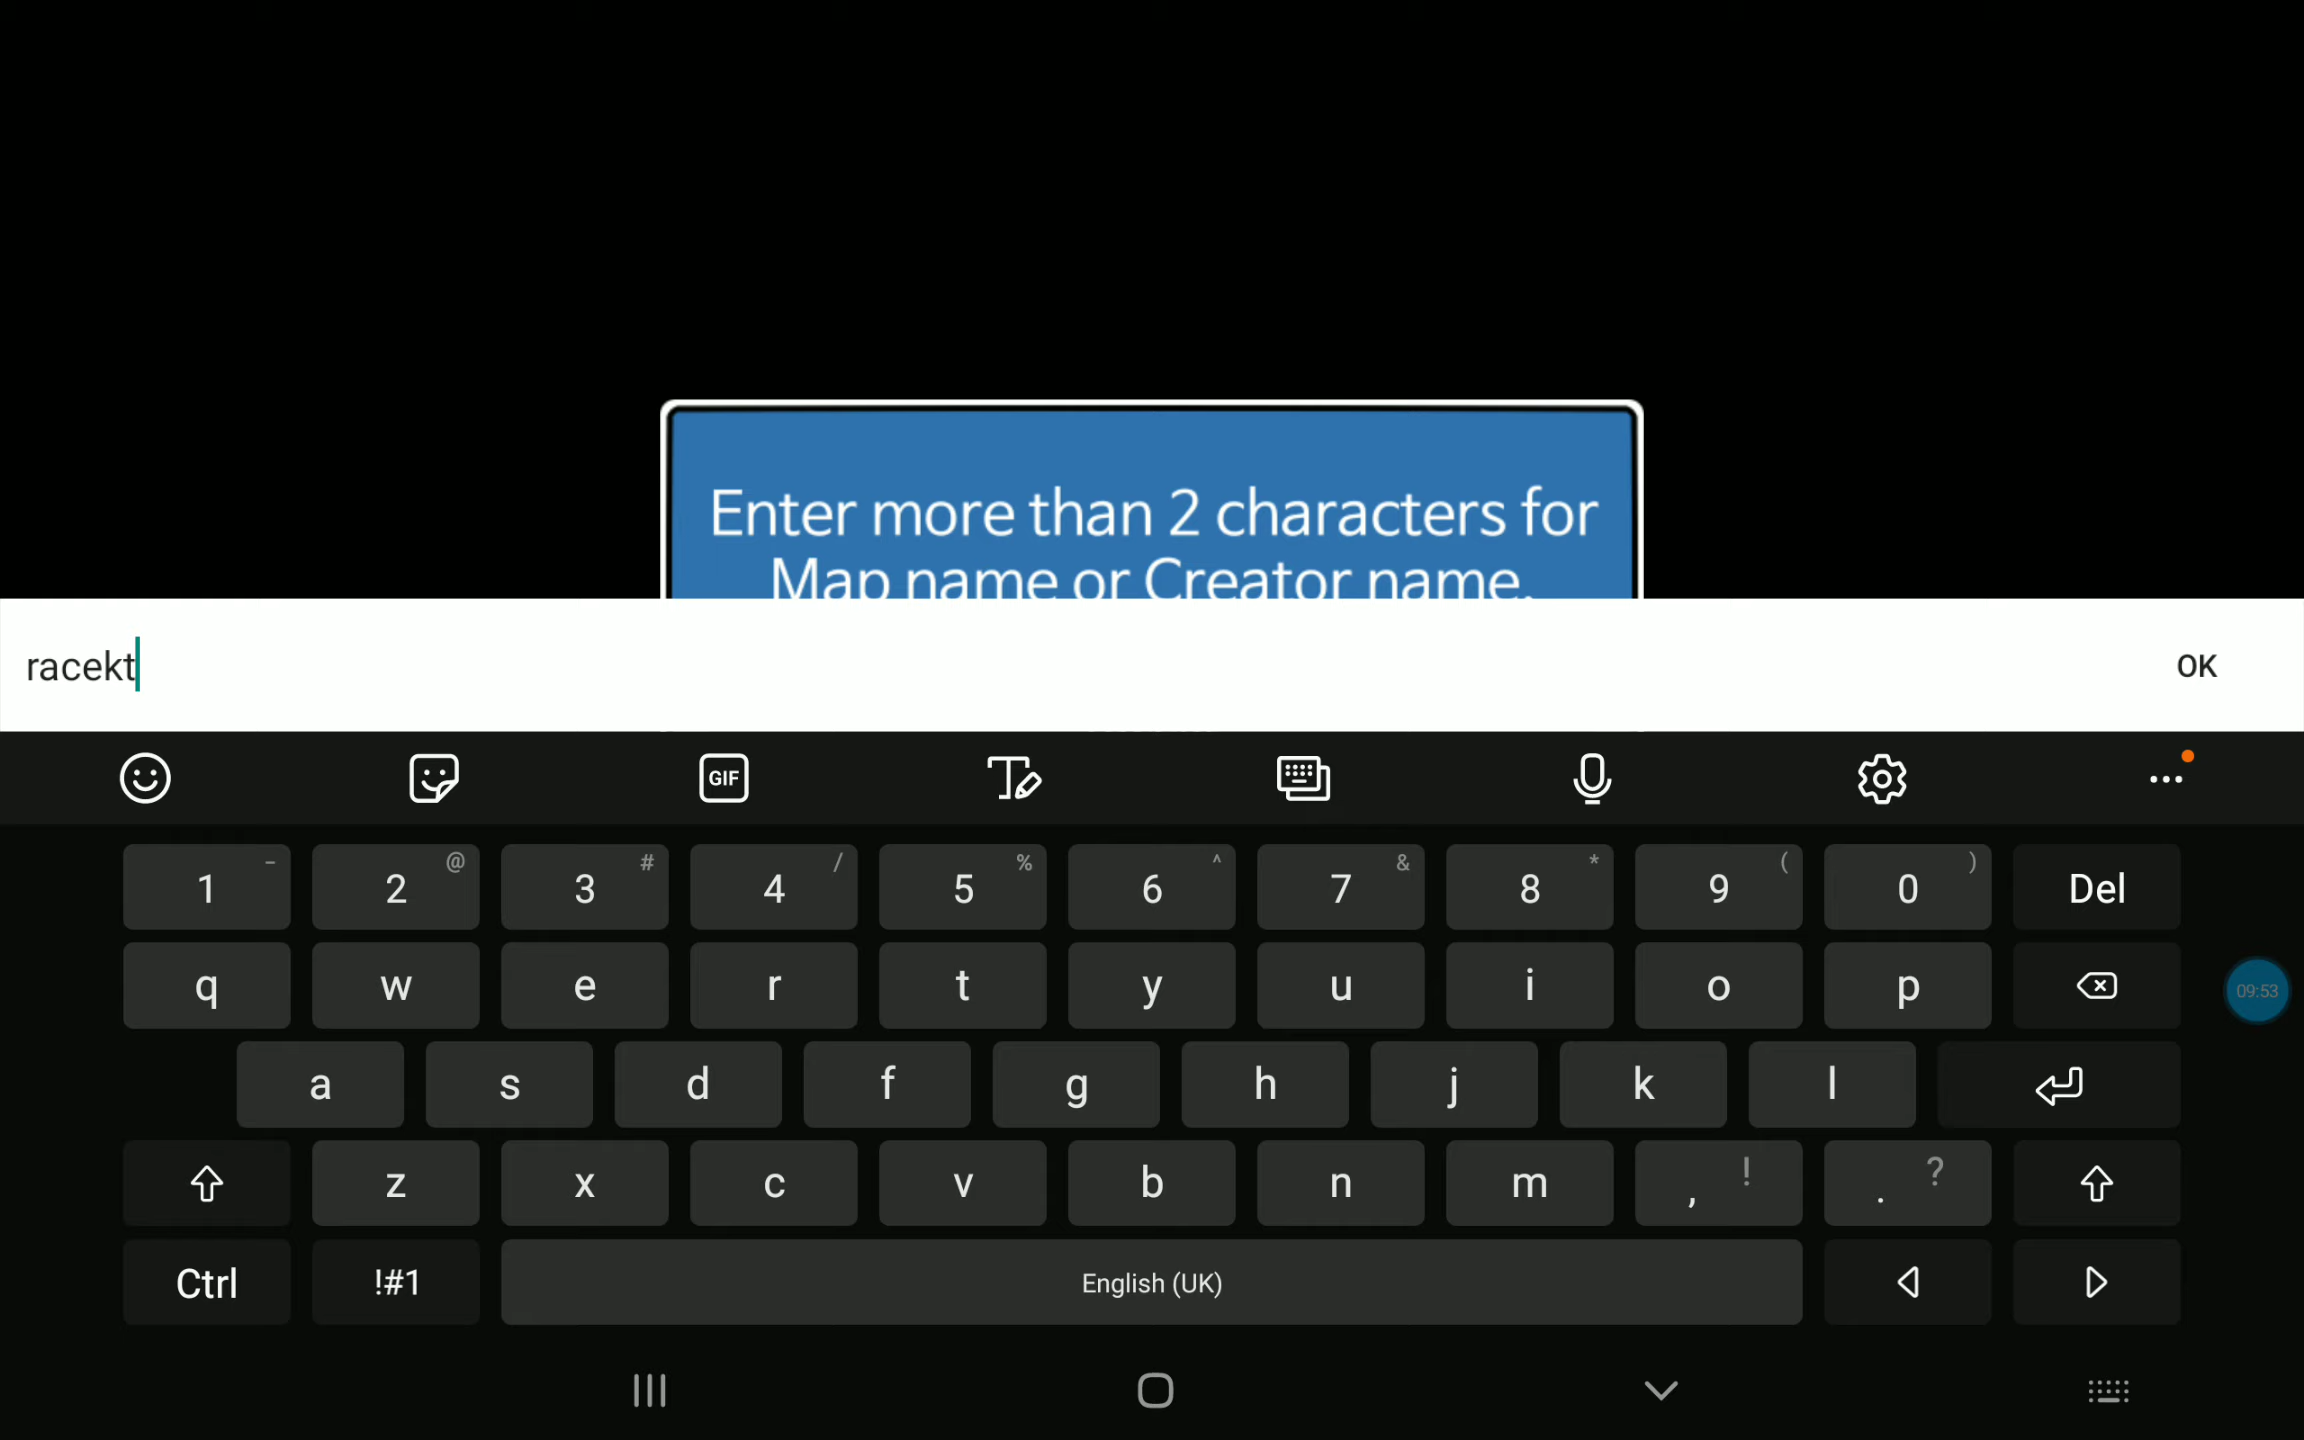 Enter more than 2 characters for
Map name or Creator name.
racekt
OK
GIF
1 - 2 @ 3 # 4 / 5 % 6 ^ 7 & 8 * 9 ( 0 ) Del
q w e r t y u i o p
09:53
a s d f g h j k l
z x c v b n m , ! . ?
Ctrl !#1 English (UK)